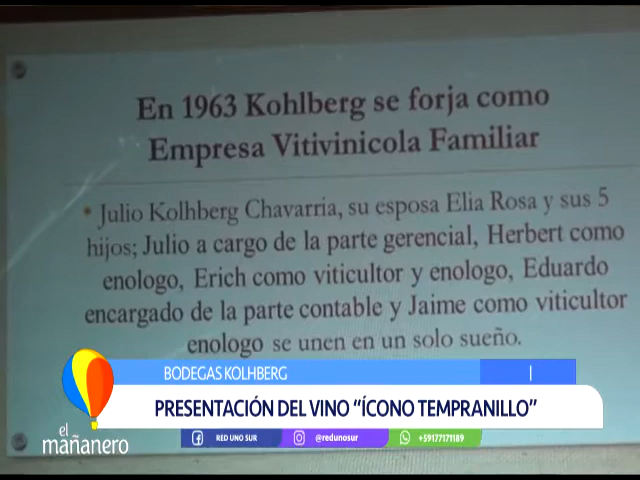 En 1963 Kohlberg se forja como
Empresa Vitivinicola Familiar
• Julio Kolhberg Chavarria, su esposa Elia Rosa y sus 5
hijos; Julio a cargo de la parte gerencial, Herbert como
enologo, Erich como viticultor y enologo, Eduardo
encargado de la parte contable y Jaime como viticultor
enologo se unen en un solo sueño.
BODEGAS KOLHBERG
PRESENTACIÓN DEL VINO “ÍCONO TEMPRANILLO”
el
mañanero
RED UNO SUR
@redunosur
+59177171189